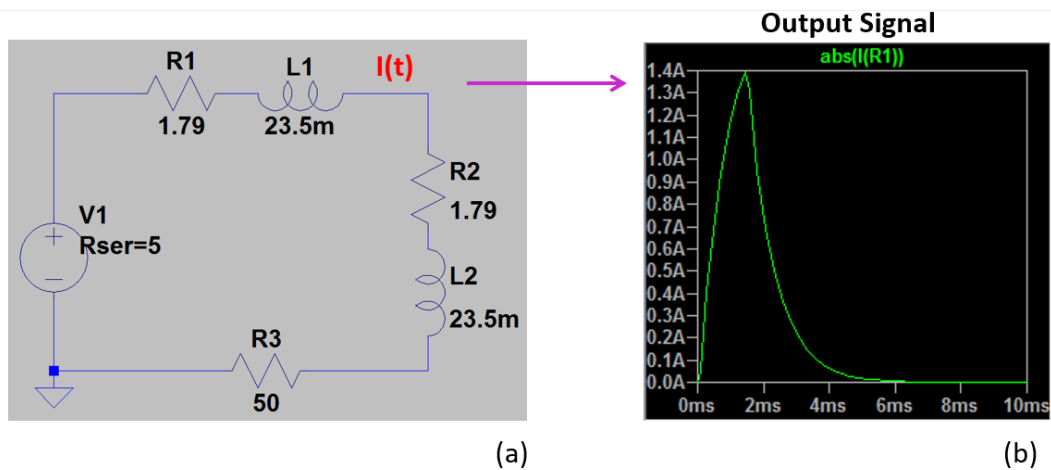 Output Signal
R1
L1
I(t)
1.79
23.5m
R2
1.79
V1
Rser=5
L2
23.5m
R3
50
(a)
abs(I(R1))
1.4A
1.3A
1.2A
1.1A
1.0A
0.9A
0.8A
0.7A
0.6A
0.5A
0.4A
0.3A
0.2A
0.1A
0.0A
0ms 2ms 4ms 6ms 8ms 10ms
(b)